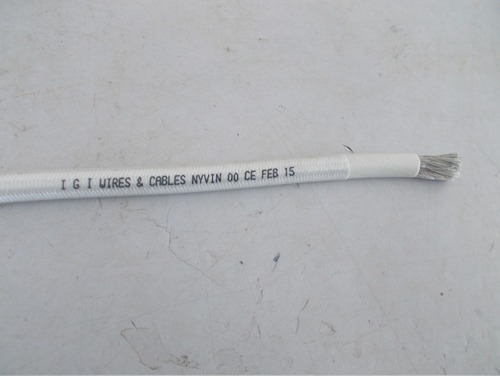 I G I WIRES & CABLES NYVIN 00 CE FEB 15